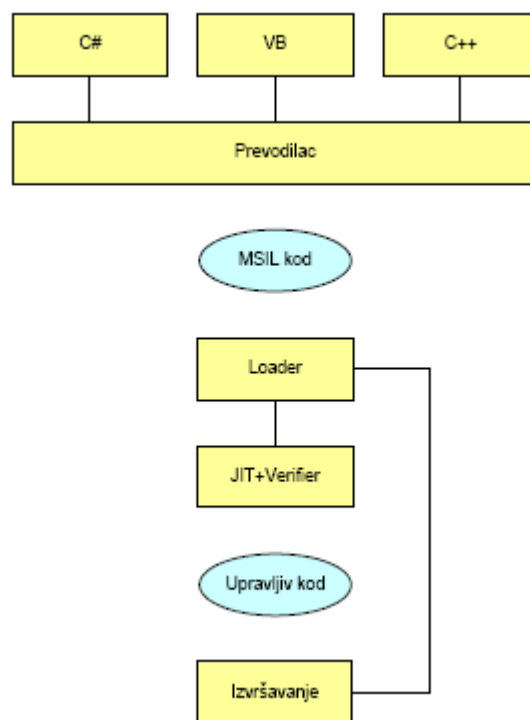 C#
VB
C++
Prevodilac
MSIL kod
Loader
JIT+Verifier
Upravljiv kod
Izvršavanje